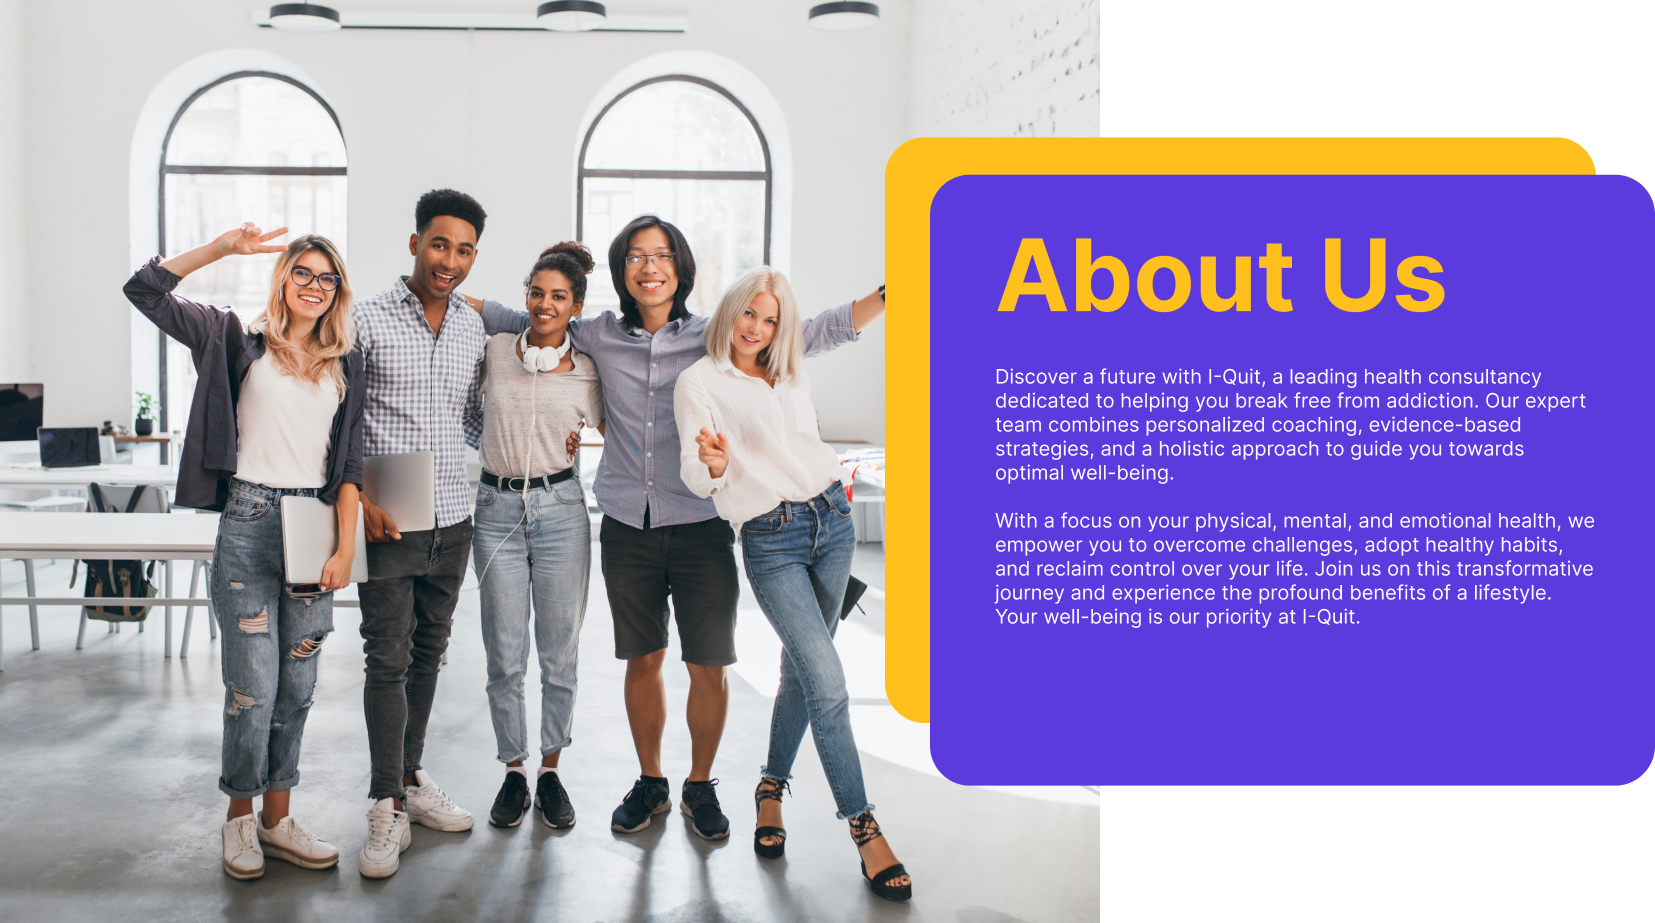 About Us
Discover a future with I-Quit, a leading health consultancy
dedicated to helping you break free from addiction. Our expert
team combines personalized coaching, evidence-based
strategies, and a holistic approach to guide you towards
optimal well-being.
With a focus on your physical, mental, and emotional health, we
empower you to overcome challenges, adopt healthy habits,
and reclaim control over your life. Join us on this transformative
journey and experience the profound benefits of a lifestyle.
Your well-being is our priority at I-Quit.